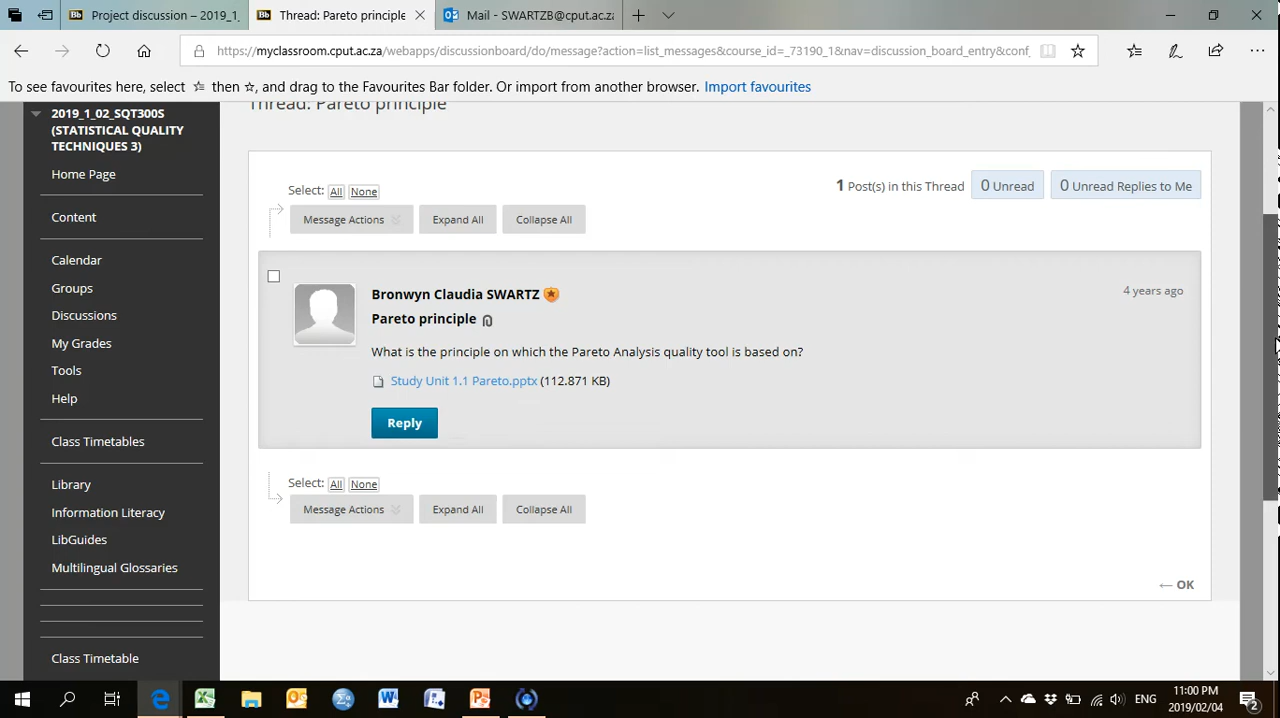 Project discussion – 2019_1_
Thread: Pareto principle
Mail - SWARTZB@cput.ac.za
https://myclassroom.cput.ac.za/webapps/discussionboard/do/message?action=list_messages&course_id=_73190_1&nav=discussion_board_entry&conf_
To see favourites here, select then , and drag to the Favourites Bar folder. Or import from another browser. Import favourites
Thread: Pareto principle
2019_1_02_SQT300S
(STATISTICAL QUALITY
TECHNIQUES 3)
Home Page
Content
Calendar
Groups
Discussions
My Grades
Tools
Help
Class Timetables
Library
Information Literacy
LibGuides
Multilingual Glossaries
Class Timetable
Select: All None
1 Post(s) in this Thread 0 Unread 0 Unread Replies to Me
Message Actions Expand All Collapse All
Bronwyn Claudia SWARTZ
4 years ago
Pareto principle
What is the principle on which the Pareto Analysis quality tool is based on?
Study Unit 1.1 Pareto.pptx (112.871 KB)
Reply
Select: All None
Message Actions Expand All Collapse All
← OK
ENG
11:00 PM
2019/02/04
2